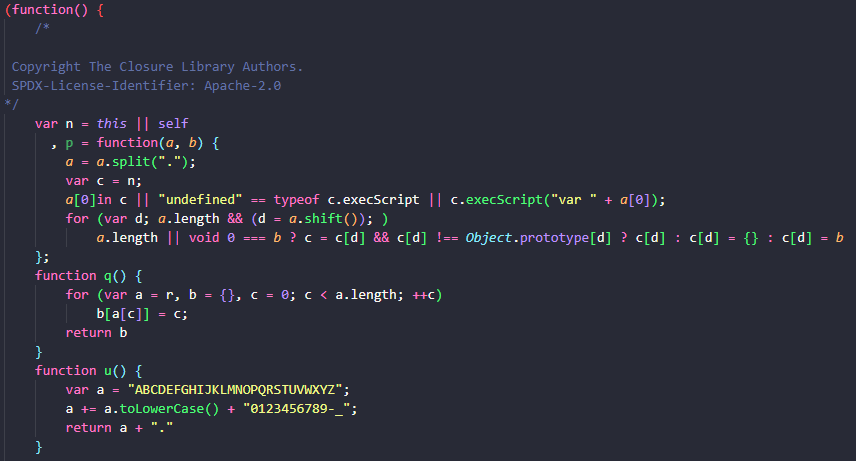 (function() {
/*
Copyright The Closure Library Authors.
SPDX-License-Identifier: Apache-2.0
*/
var n = this || self
, p = function(a, b) {
a = a.split(".");
var c = n;
a[0]in c || "undefined" == typeof c.execScript || c.execScript("var " + a[0]);
for (var d; a.length && (d = a.shift()); )
a.length || void 0 === b ? c = c[d] && c[d] !== Object.prototype[d] ? c[d] : c[d] = {} : c[d] = b
};
function q() {
for (var a = r, b = {}, c = 0; c < a.length; ++c)
b[a[c]] = c;
return b
}
function u() {
var a = "ABCDEFGHIJKLMNOPQRSTUVWXYZ";
a += a.toLowerCase() + "0123456789-_";
return a + "."
}